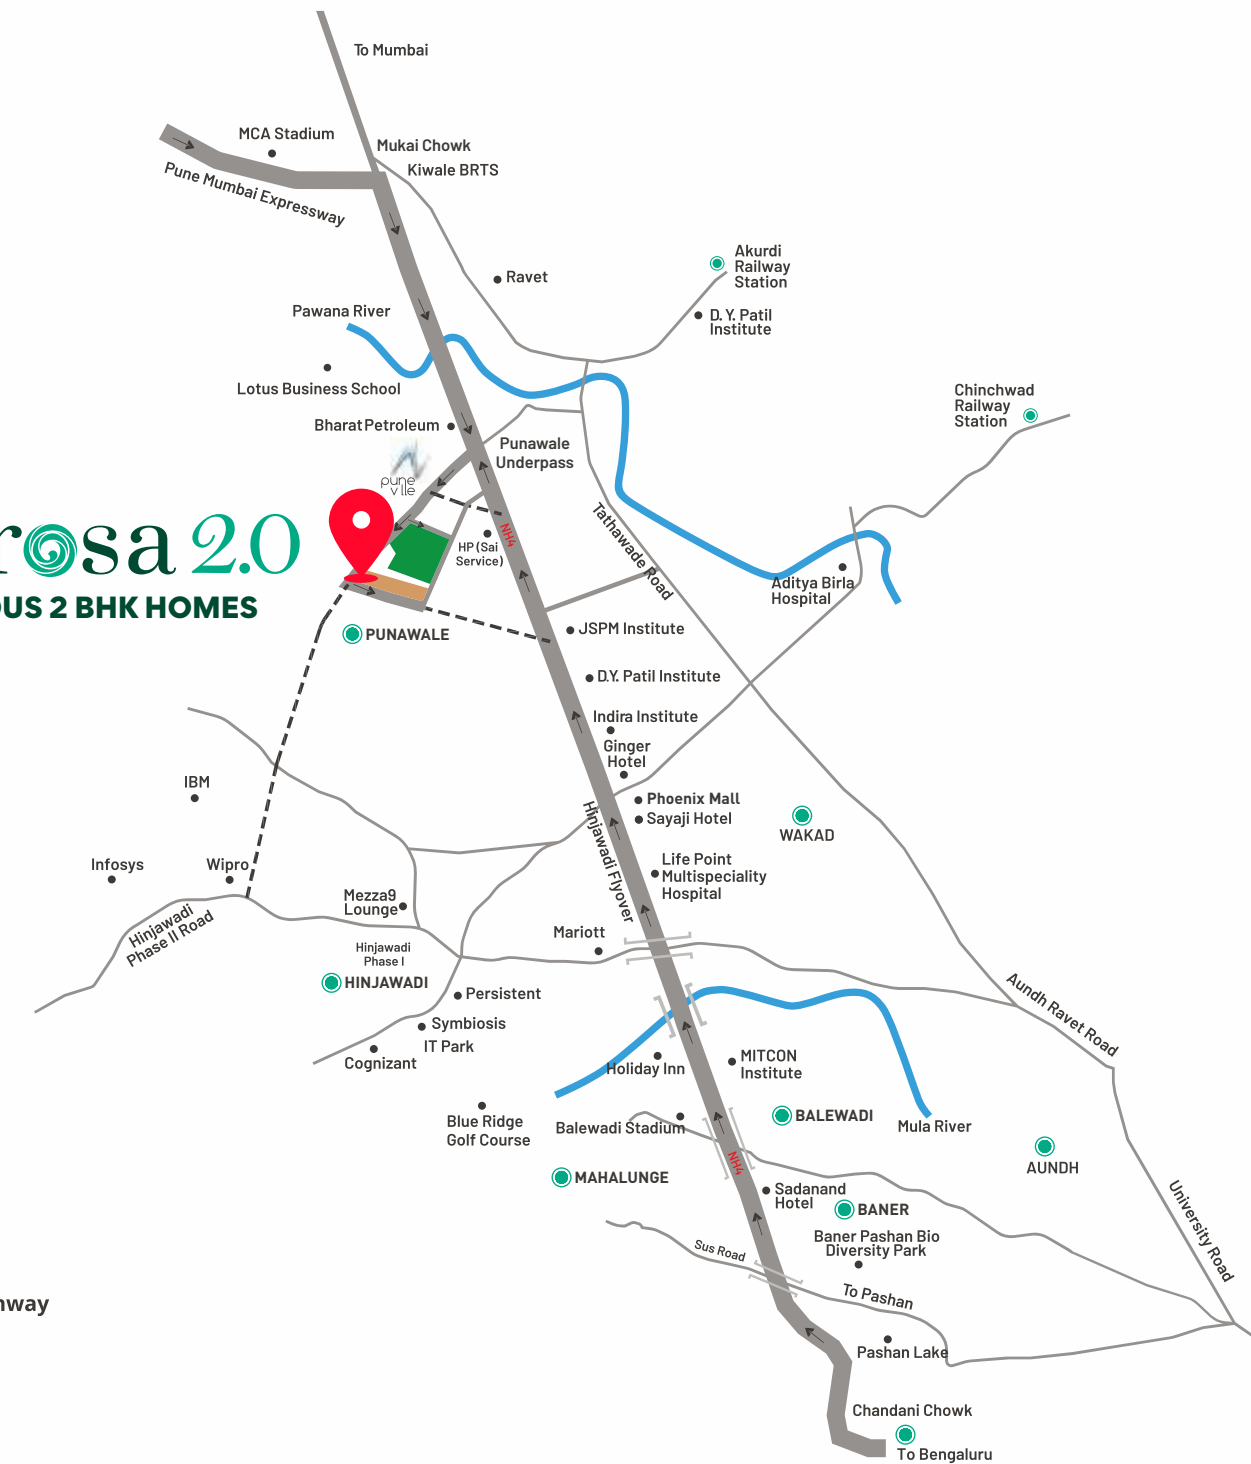 To Mumbai
MCA Stadium
Mukai Chowk
Kiwale BRTS
Pune Mumbai Expressway
Akurdi
Railway
Station
Ravet
Pawana River
D. Y. Patil
Institute
Lotus Business School
Chinchwad
Railway
Station
Bharat Petroleum
Punawale
Underpass
pune
ville
Tathawade Road
NH4
HP (Sai
Service)
rosa 2.0
OUS 2 BHK HOMES
Aditya Birla
Hospital
PUNAWALE
JSPM Institute
D.Y. Patil Institute
Indira Institute
Ginger
Hotel
IBM
Phoenix Mall
Sayaji Hotel
Hinjawadi Flyover
WAKAD
Infosys
Wipro
Life Point
Multispeciality
Hospital
Mezza9
Lounge
Hinjawadi
Phase II Road
Mariott
Hinjawadi
Phase I
HINJAWADI
Persistent
Aundh Ravet Road
Symbiosis
IT Park
Cognizant
Holiday Inn
MITCON
Institute
Blue Ridge
Golf Course
Balewadi Stadium
BALEWADI
Mula River
NH4
AUNDH
MAHALUNGE
Sadanand
Hotel
BANER
University Road
Baner Pashan Bio
Diversity Park
Sus Road
To Pashan
hway
Pashan Lake
Chandani Chowk
To Bengaluru